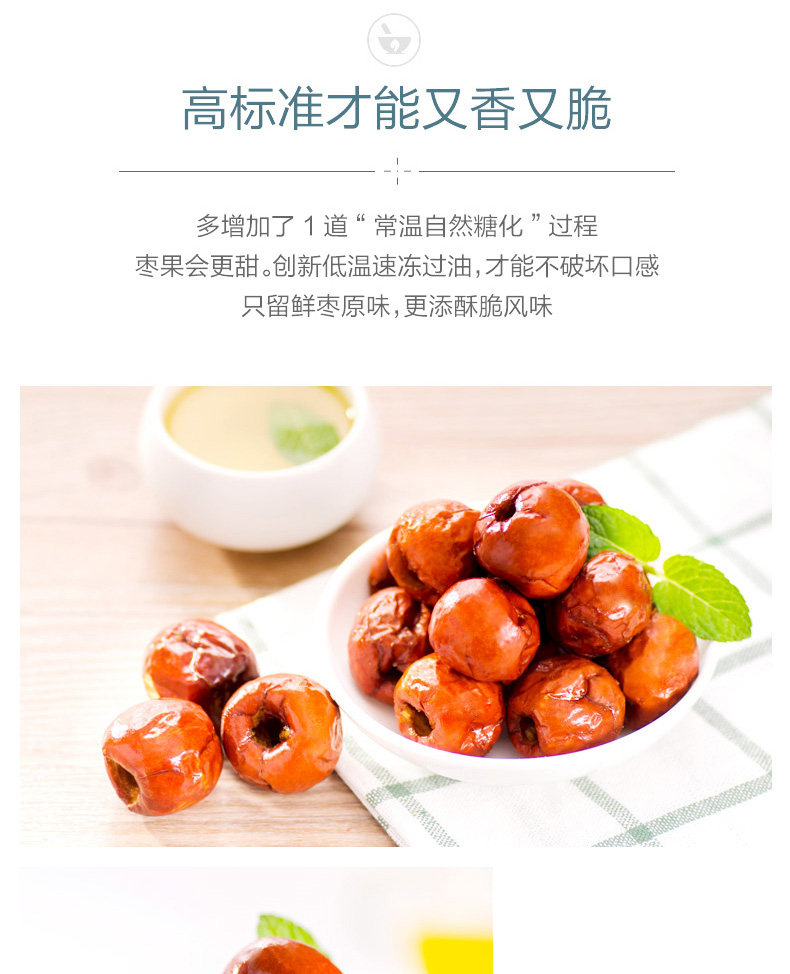 高标准才能又香又脆
多增加了1道“常温自然糖化”过程
枣果会更甜。创新低温速冻过油,才能不破坏口感
只留鲜枣原味,更添酥脆风味